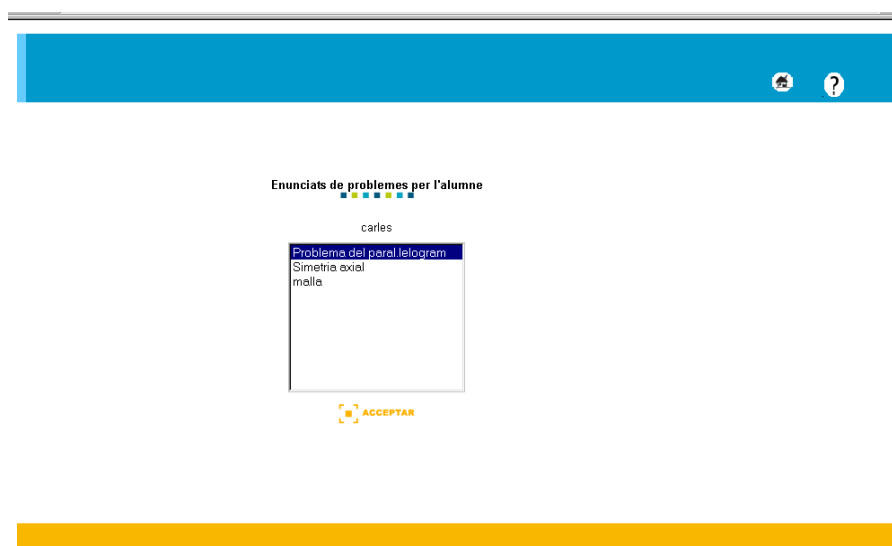 ?
Enunciats de problemes per l'alumne
carles
Problema del paral.lelogram
Simetria axial
malla
ACCEPTAR